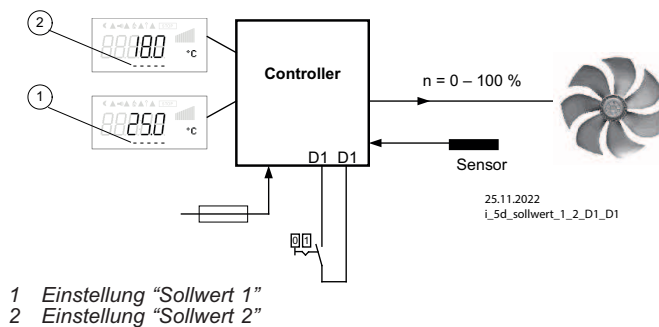 2
18.0
°C
Controller
n = 0 – 100 %
1
25.0
°C
D1 D1
Sensor
25.11.2022
i_5d_sollwert_1_2_D1_D1
0 1
1 Einstellung “Sollwert 1”
2 Einstellung “Sollwert 2”